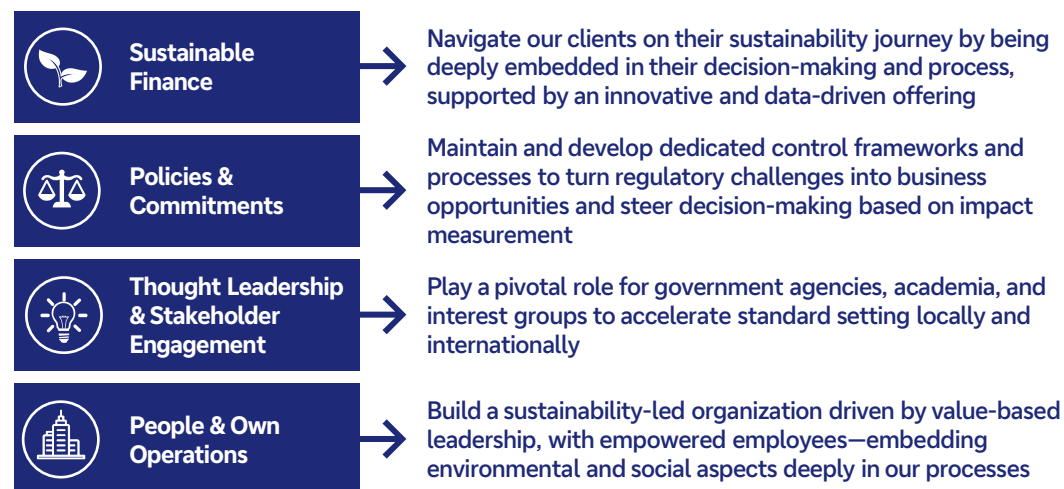 Sustainable
Finance
Navigate our clients on their sustainability journey by being
deeply embedded in their decision-making and process,
supported by an innovative and data-driven offering
Policies &
Commitments
Maintain and develop dedicated control frameworks and
processes to turn regulatory challenges into business
opportunities and steer decision-making based on impact
measurement
Thought Leadership
& Stakeholder
Engagement
Play a pivotal role for government agencies, academia, and
interest groups to accelerate standard setting locally and
internationally
People & Own
Operations
Build a sustainability-led organization driven by value-based
leadership, with empowered employees—embedding
environmental and social aspects deeply in our processes